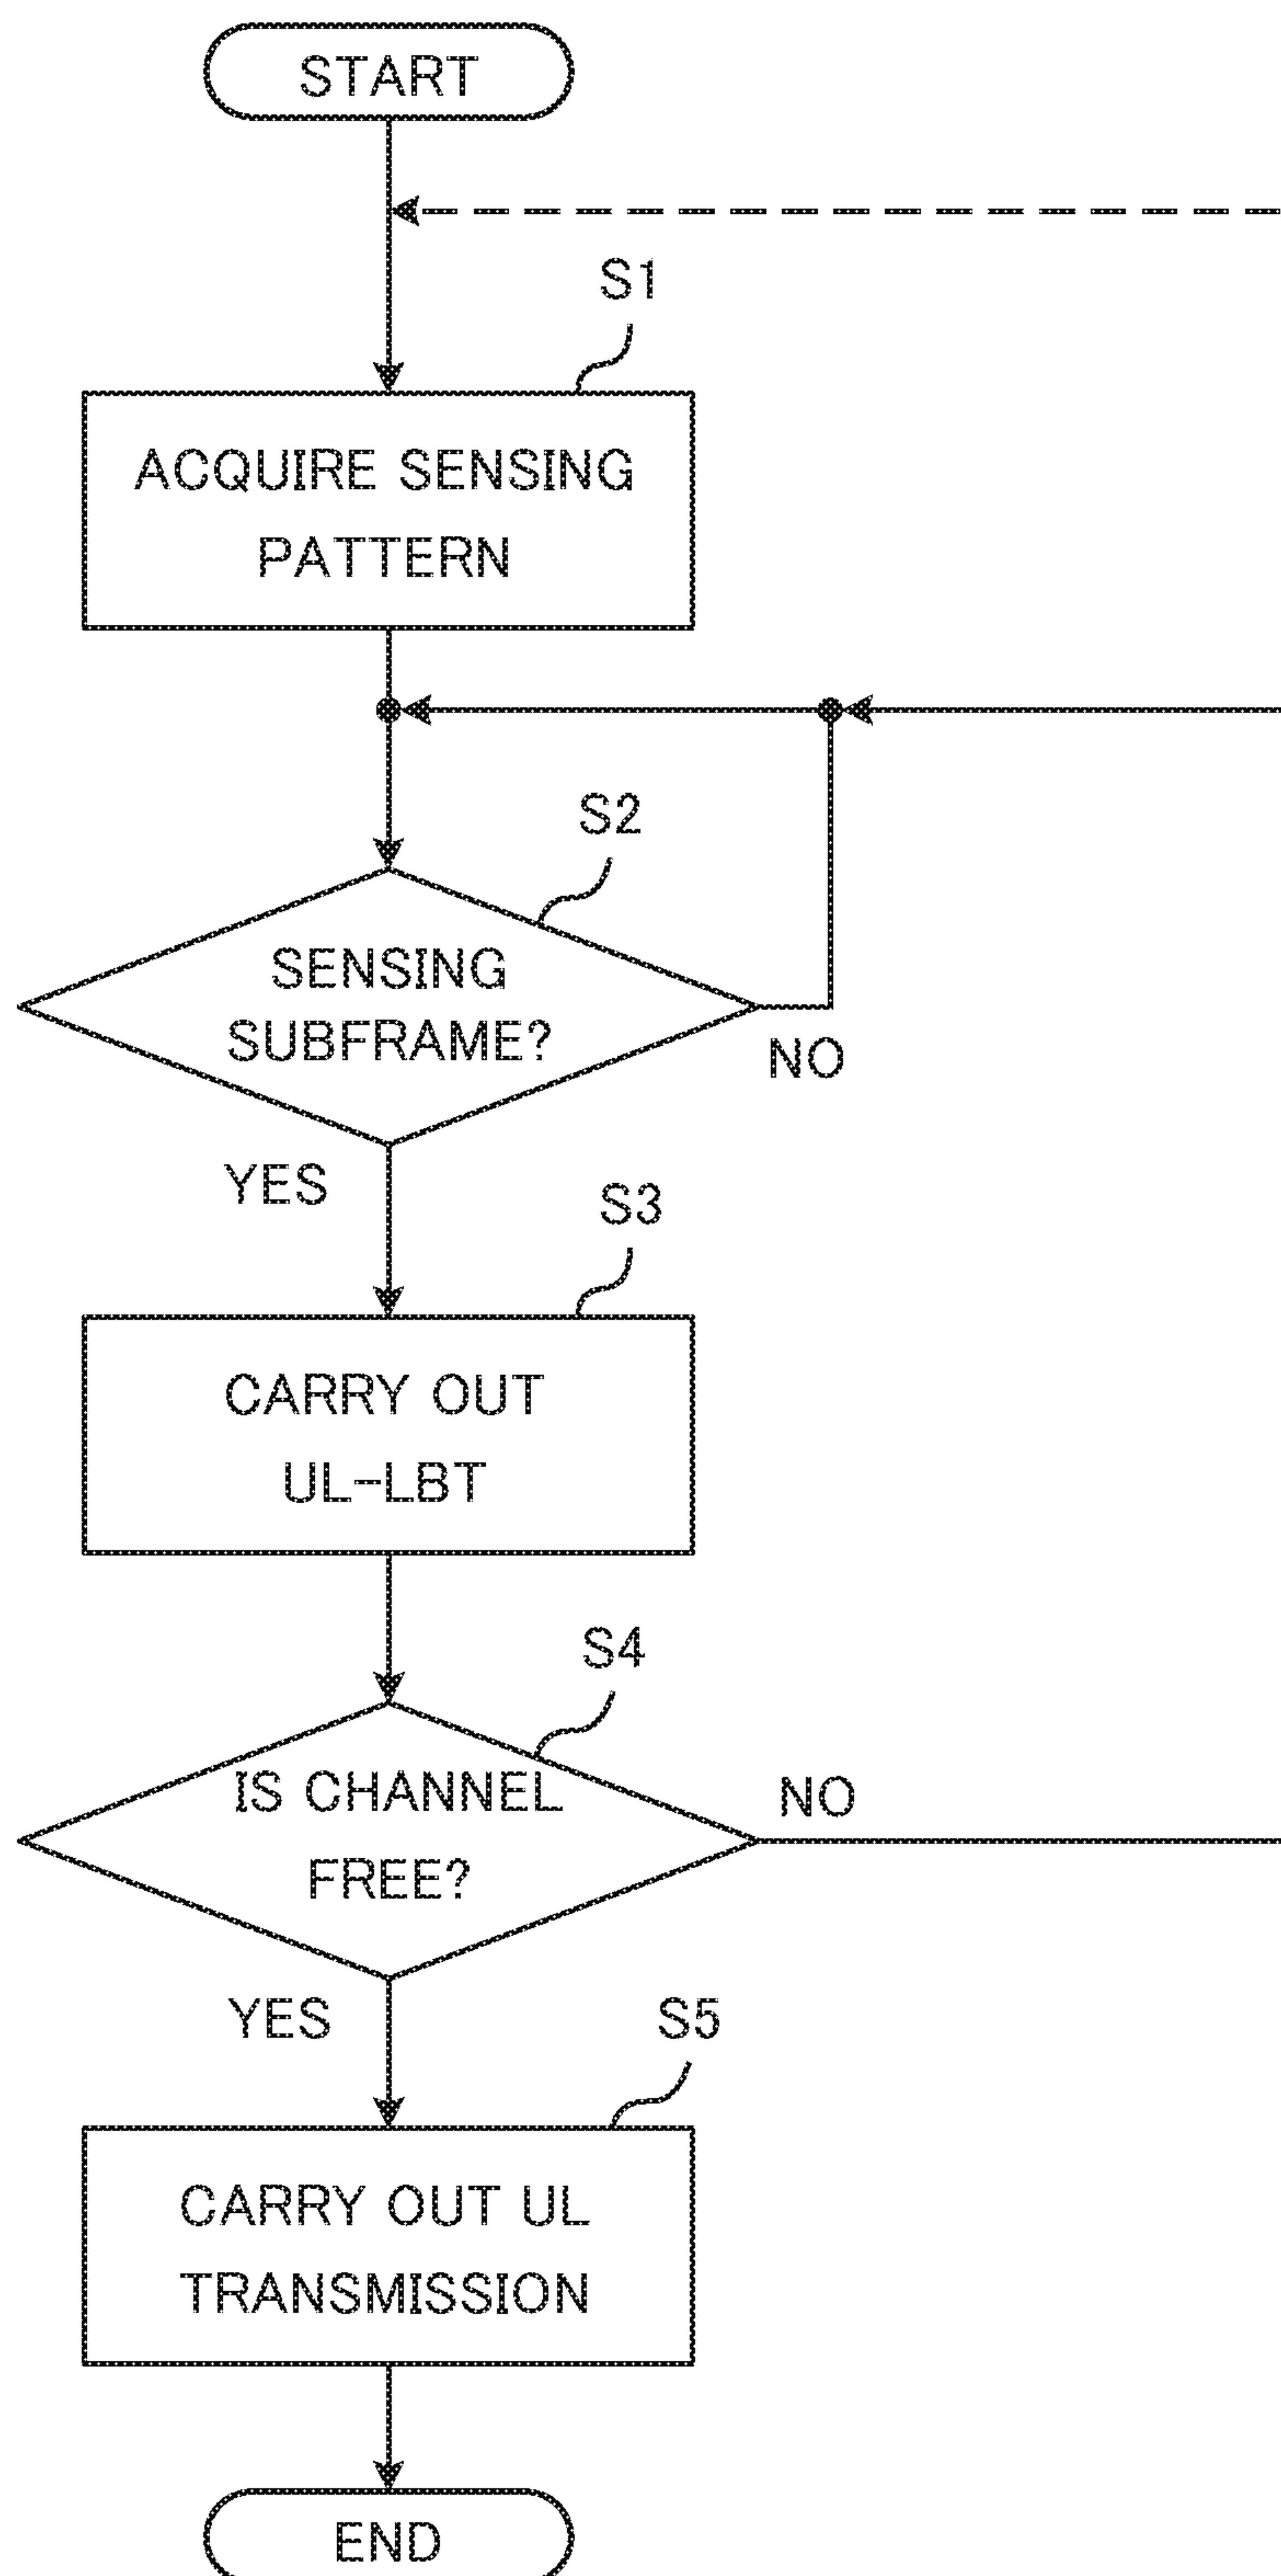 START
S1
ACQUIRE SENSING
PATTERN
S2
SENSING
SUBFRAME?
NO
YES
S3
CARRY OUT
UL-LBT
S4
IS CHANNEL
FREE?
NO
YES
S5
CARRY OUT UL
TRANSMISSION
END